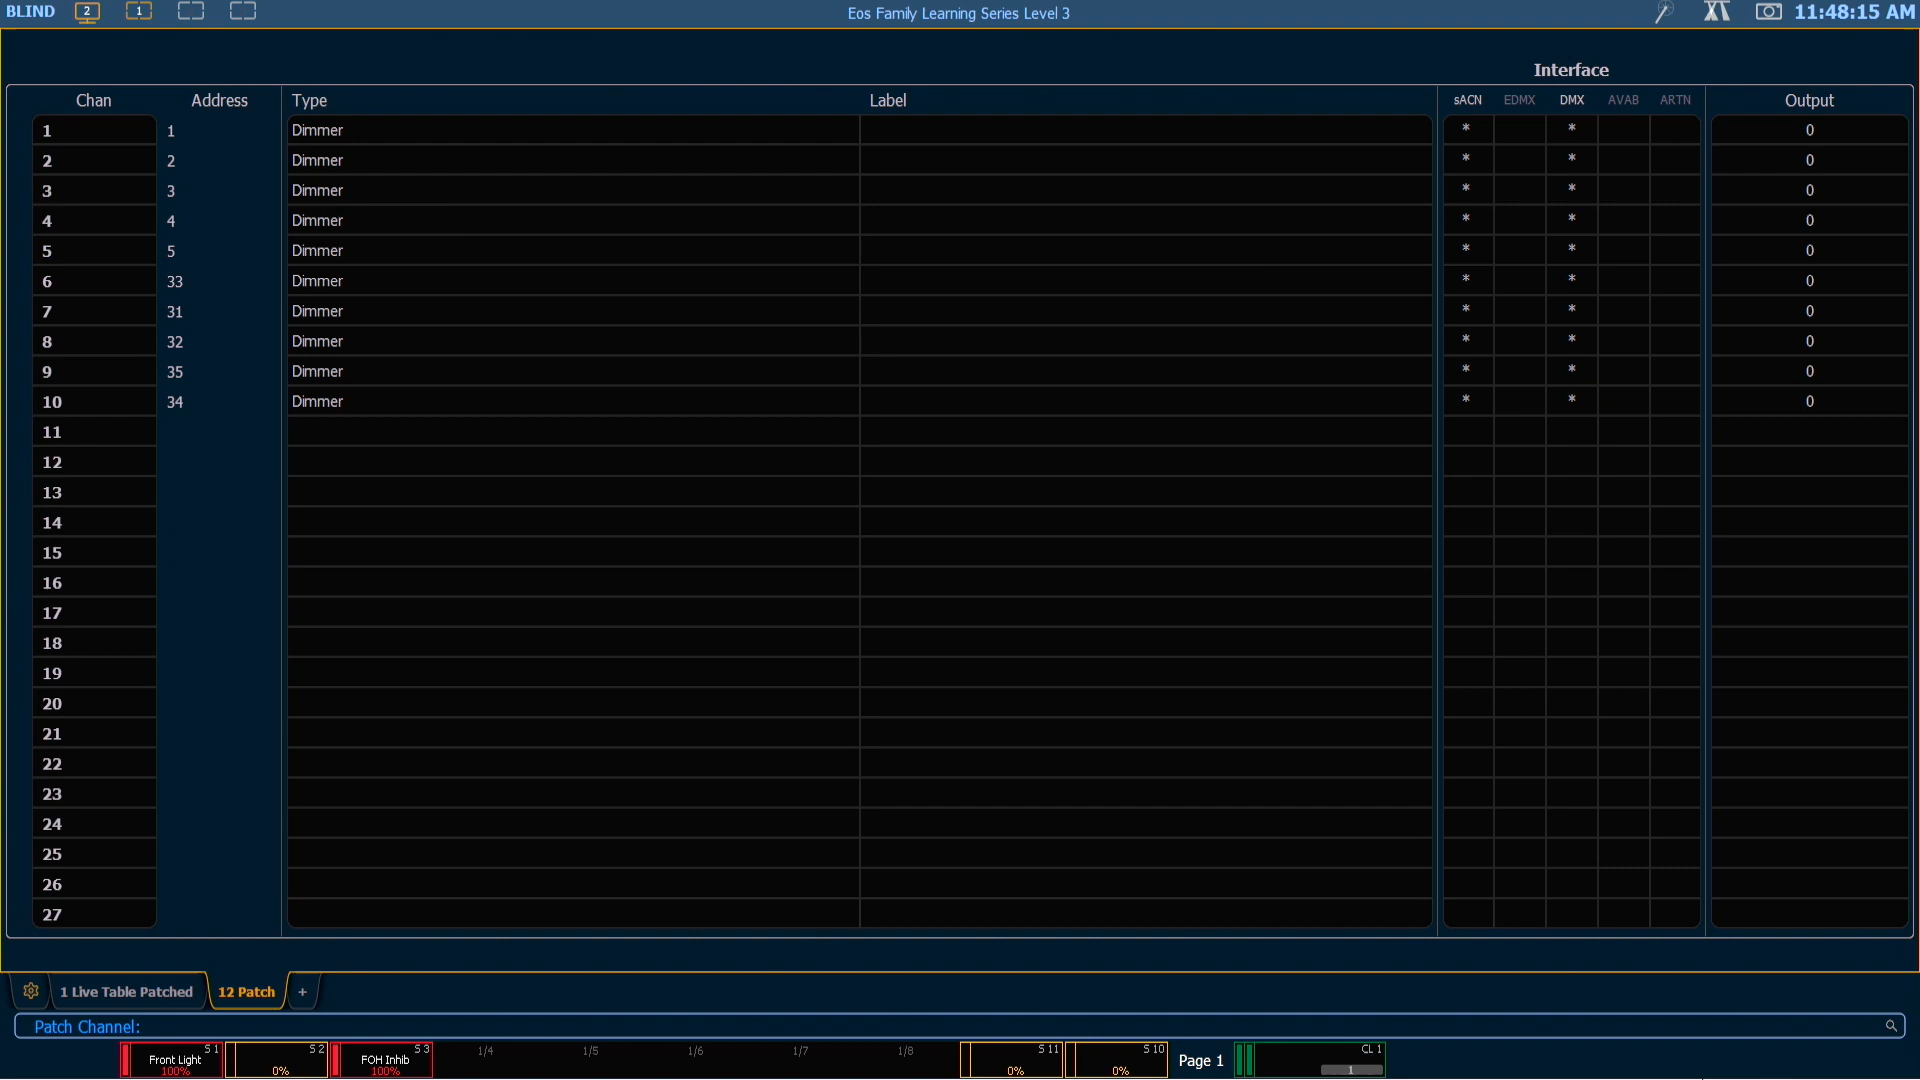 BLIND 2 1 Eos Family Learning Series Level 3 11:48:15 AM
Interface
Chan Address Type Label sACN EDMX DMX AVAB ARTN Output
1 1 Dimmer * * 0
2 2 Dimmer * * 0
3 3 Dimmer * * 0
4 4 Dimmer * * 0
5 5 Dimmer * * 0
6 33 Dimmer * * 0
7 31 Dimmer * * 0
8 32 Dimmer * * 0
9 35 Dimmer * * 0
10 34 Dimmer * * 0
11
12
13
14
15
16
17
18
19
20
21
22
23
24
25
26
27
1 Live Table Patched 12 Patch +
Patch Channel:
S 1 S 2 S 3 1/4 1/5 1/6 1/7 1/8 S 11 S 10 CL 1
Front Light FOH Inhib Page 1
100% 0% 100% 0% 0% 1